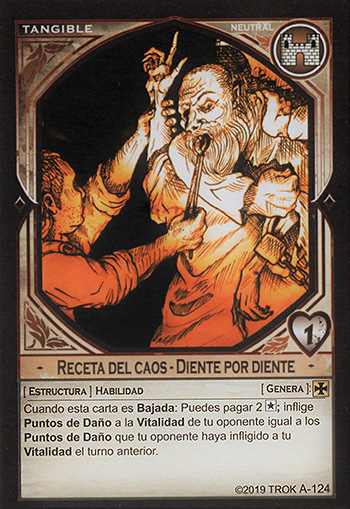 TANGIBLE
NEUTRAL
1
RECETA DEL CAOS - DIENTE POR DIENTE
[ ESTRUCTURA ] HABILIDAD [ GENERA ]:
Cuando esta carta es Bajada: Puedes pagar 2 ; inflige
Puntos de Daño a la Vitalidad de tu oponente igual a los
Puntos de Daño que tu oponente haya infligido a tu
Vitalidad el turno anterior.
©2019 TROK A-124